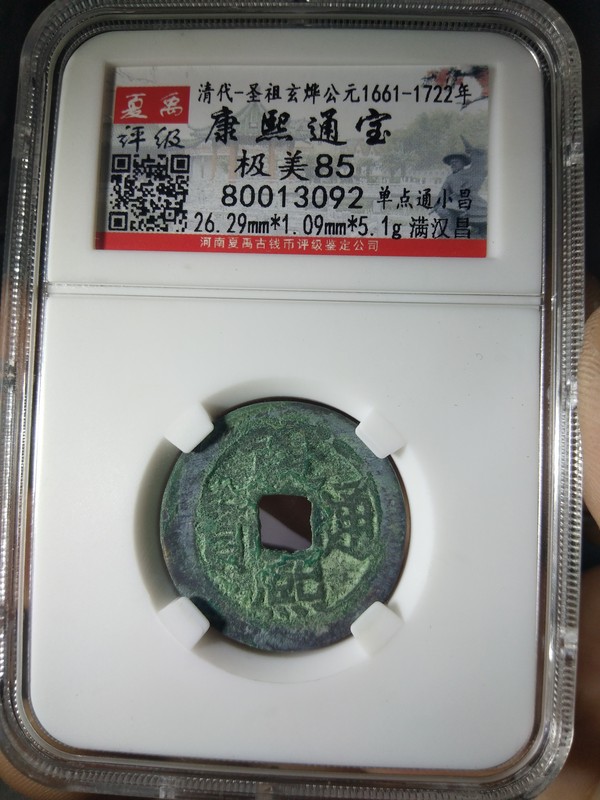 清代-圣祖玄烨公元1661-1722年
夏禹
评级
康熙通宝
极美85
80013092 单点通小昌
26.29mm*1.09mm*5.1g 满汉昌
河南夏禹古钱币评级鉴定公司
康熙通寶